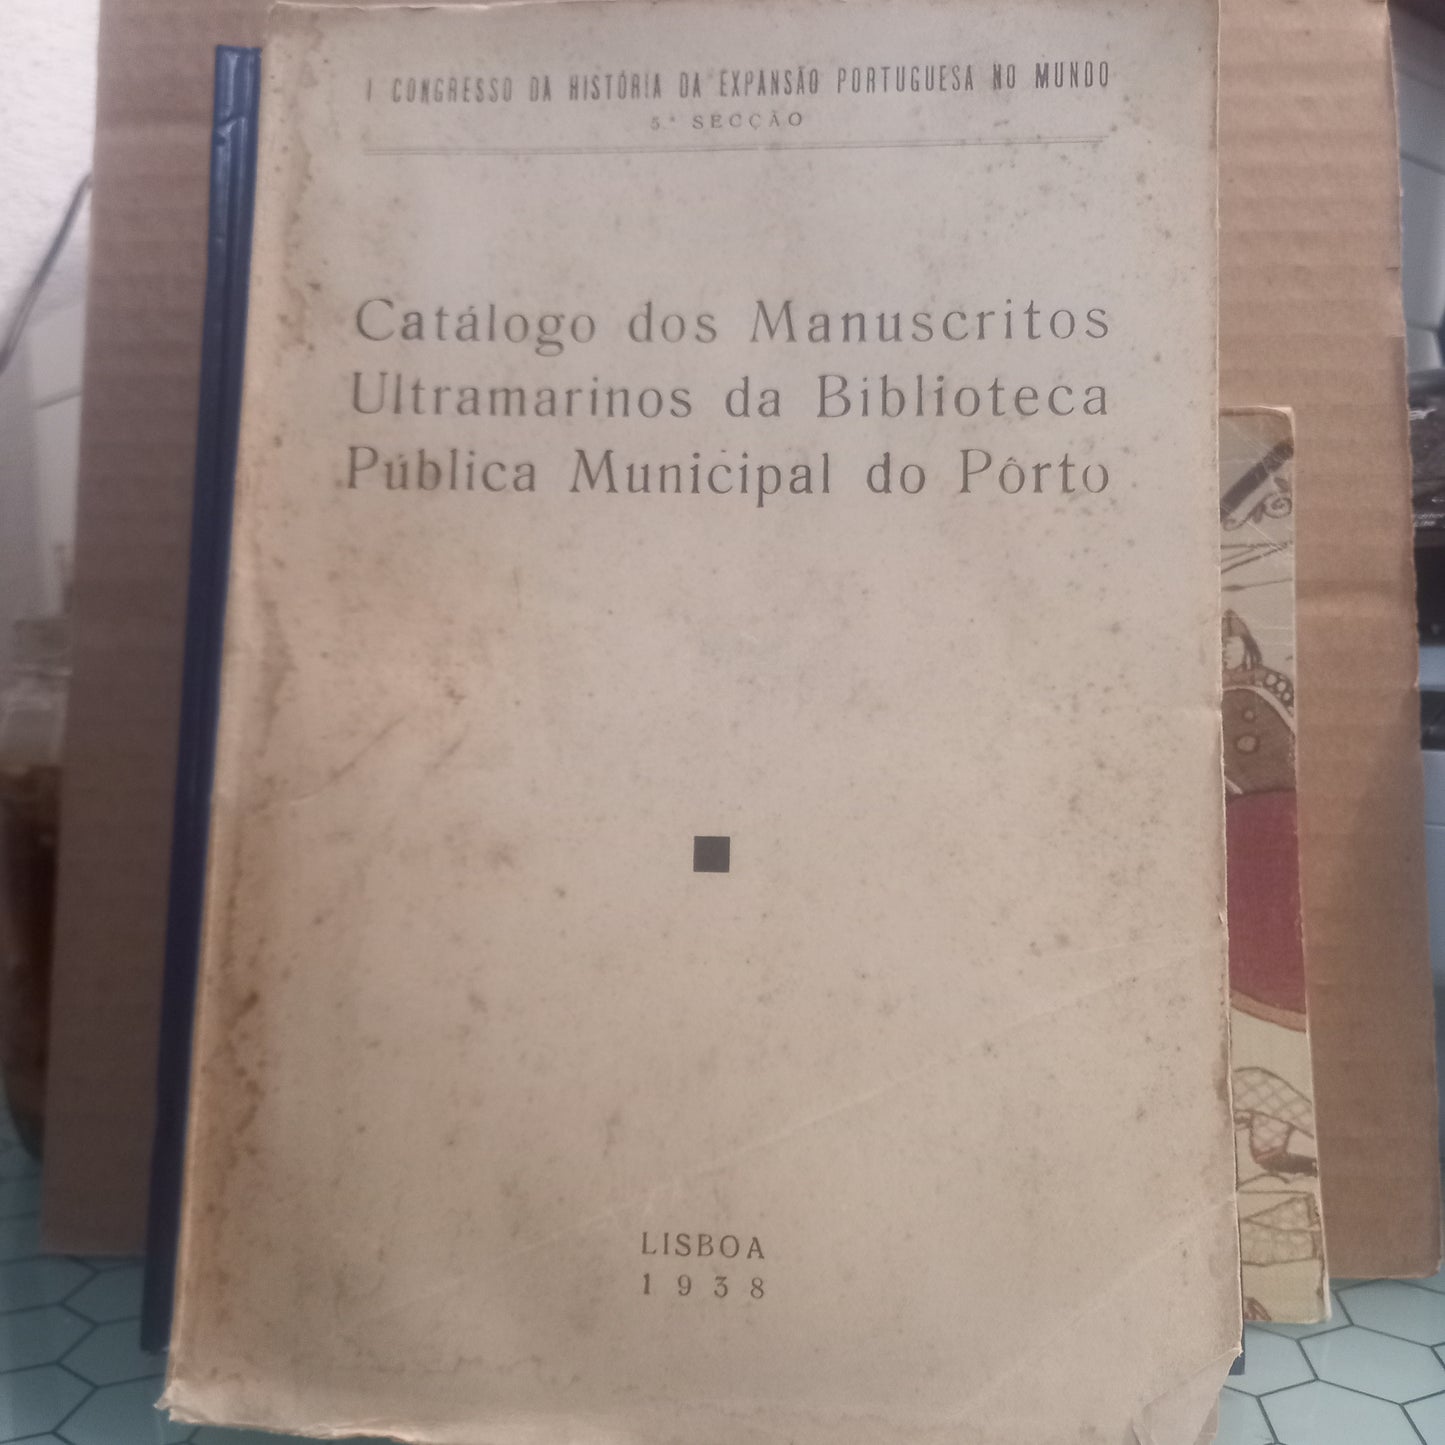 I CONGRESSO DA HISTÓRIA DA EXPANSÃO PORTUGUESA NO MUNDO
5.ª SECÇÃO
Catálogo dos Manuscritos
Ultramarinos da Biblioteca
Pública Municipal do Pôrto
LISBOA
1938